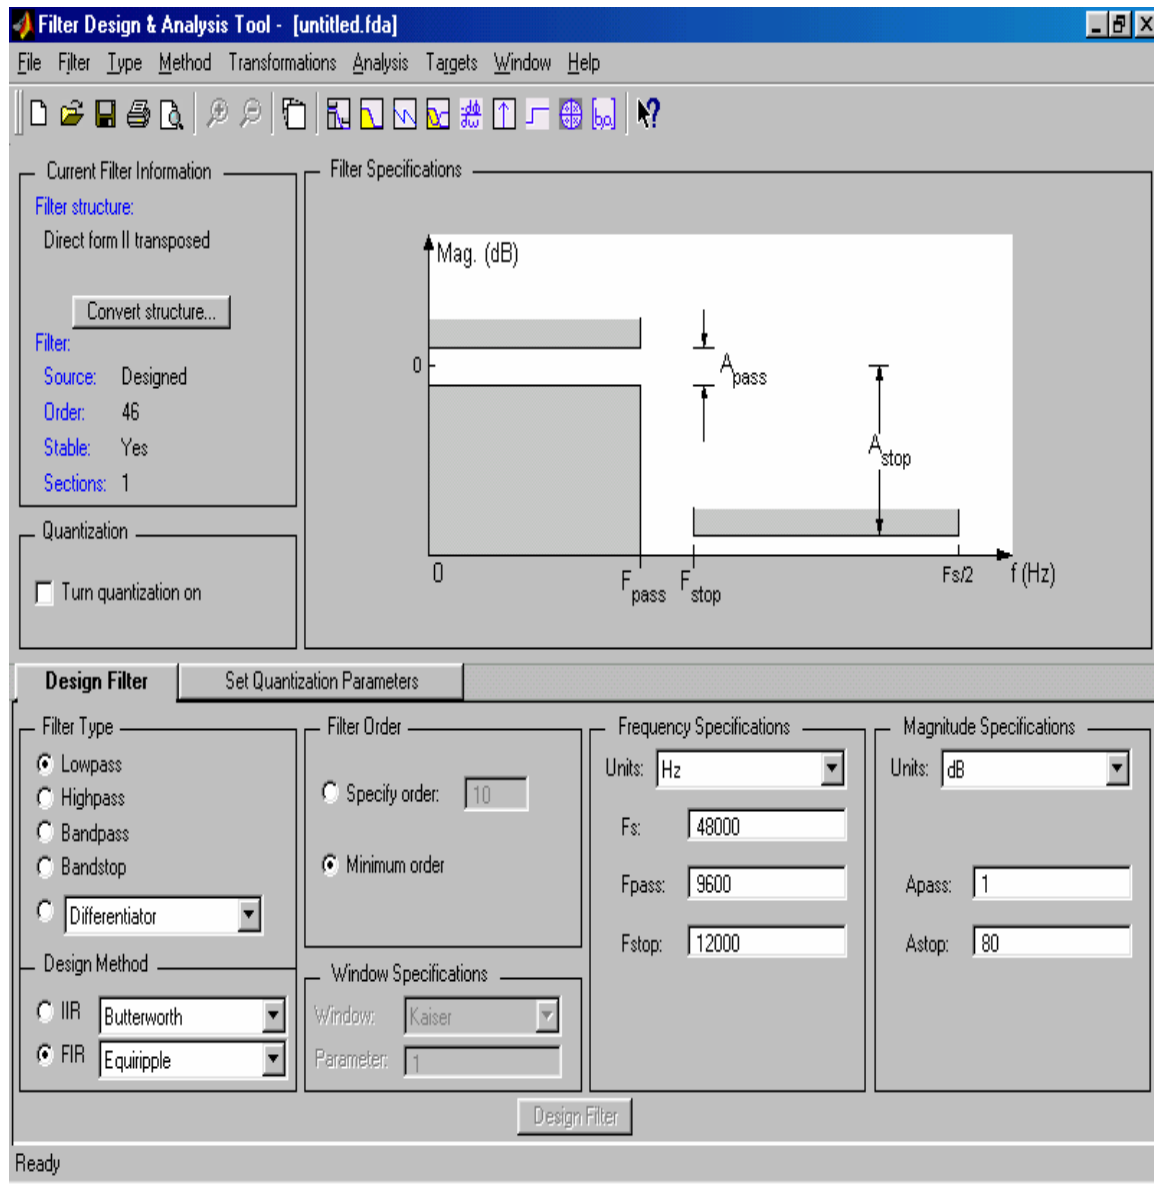 Filter Design & Analysis Tool - [untitled.fda]
File Filter Type Method Transformations Analysis Targets Window Help
Current Filter Information
Filter structure:
Direct form II transposed
Convert structure...
Filter:
Source: Designed
Order: 46
Stable: Yes
Sections: 1
Quantization
Turn quantization on
Filter Specifications
Mag. (dB)
0
Apass
Astop
0
Fpass
Fstop
Fs/2
f (Hz)
Design Filter
Set Quantization Parameters
Filter Type
Lowpass
Highpass
Bandpass
Bandstop
Differentiator
Design Method
IIR Butterworth
FIR Equiripple
Filter Order
Specify order: 10
Minimum order
Window Specifications
Window: Kaiser
Parameter: 1
Frequency Specifications
Units: Hz
Fs: 48000
Fpass: 9600
Fstop: 12000
Magnitude Specifications
Units: dB
Apass: 1
Astop: 80
Design Filter
Ready